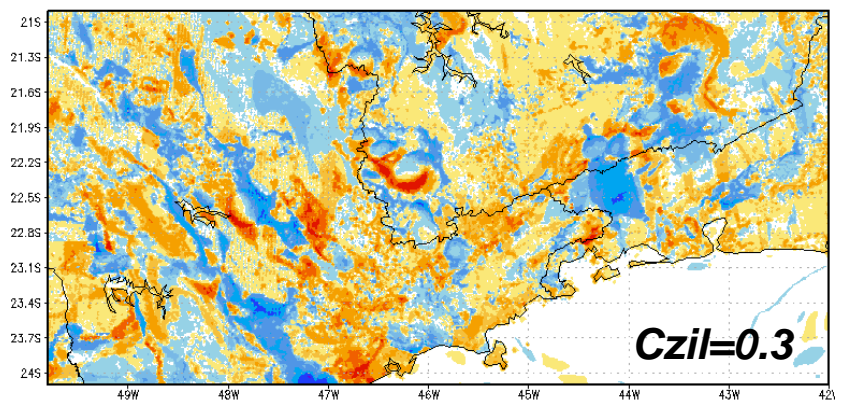 21S
21.3S
21.6S
21.9S
22.2S
22.5S
22.8S
23.1S
23.4S
23.7S
24S
Czil=0.3
49W 48W 47W 46W 45W 44W 43W 42W